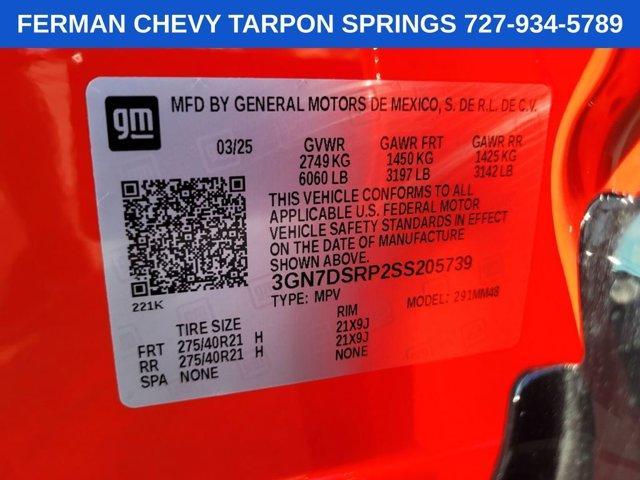 FERMAN CHEVY TARPON SPRINGS 727-934-5789
gm
MFD BY GENERAL MOTORS DE MEXICO, S. DE R.L. DE C.V.
03/25 GVWR GAWR FRT GAWR RR
2749 KG 1450 KG 1425 KG
6060 LB 3197 LB 3142 LB
THIS VEHICLE CONFORMS TO ALL
APPLICABLE U.S. FEDERAL MOTOR
VEHICLE SAFETY STANDARDS IN EFFECT
ON THE DATE OF MANUFACTURE
SHOWN ABOVE.
3GN7DSRP2SS205739
221K
TYPE: MPV MODEL: 291MM48
TIRE SIZE RIM
FRT 275/40R21 H 21X9J
RR 275/40R21 H 21X9J
SPA NONE NONE